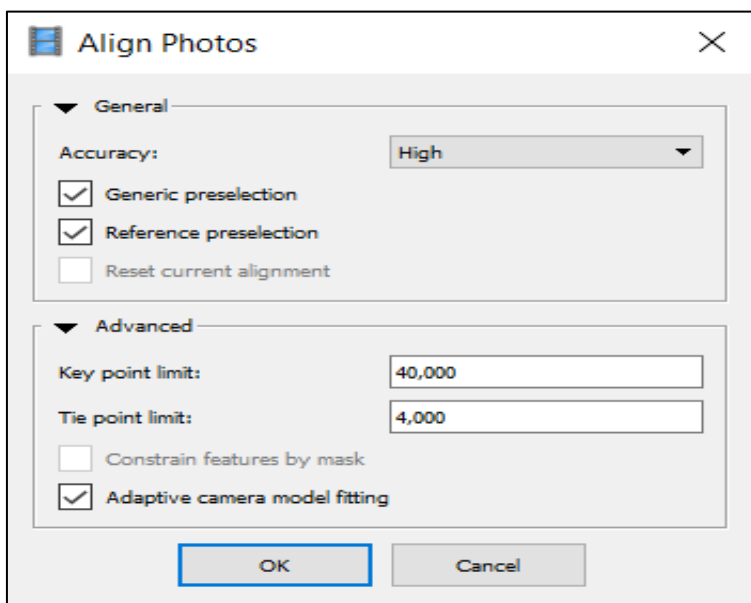 Align Photos
General
Accuracy: High
Generic preselection
Reference preselection
Reset current alignment
Advanced
Key point limit: 40,000
Tie point limit: 4,000
Constrain features by mask
Adaptive camera model fitting
OK Cancel